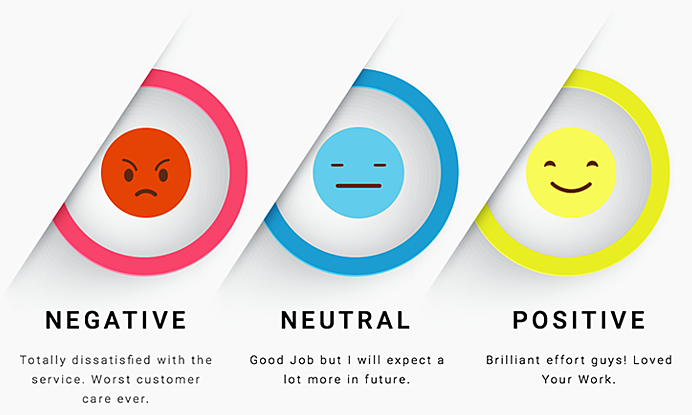 NEGATIVE
Totally dissatisfied with the
service. Worst customer
care ever.
NEUTRAL
Good Job but I will expect a
lot more in future.
POSITIVE
Brilliant effort guys! Loved
Your Work.